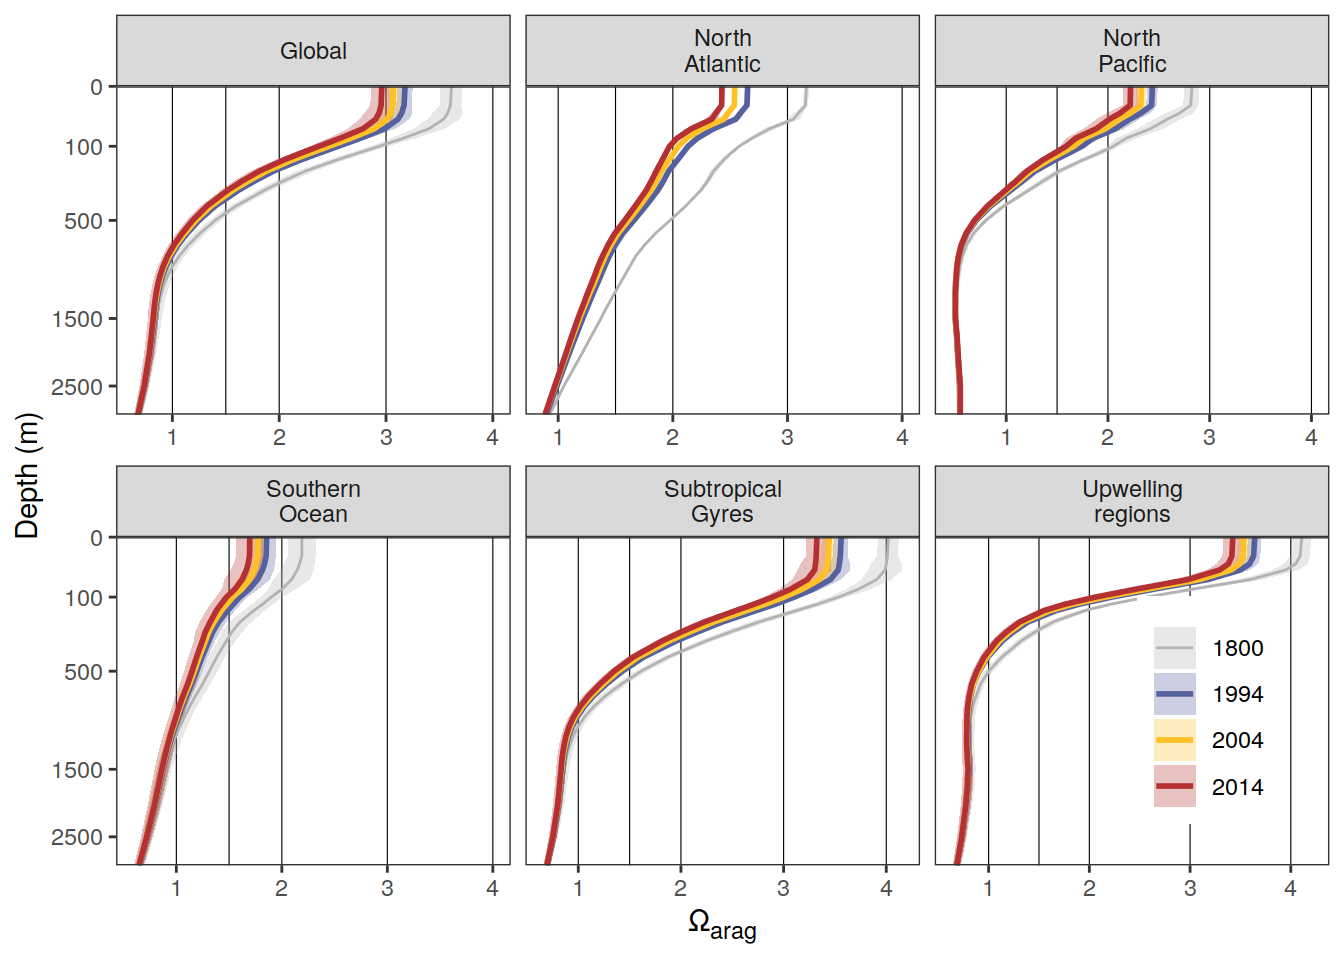 Global
North
Atlantic
North
Pacific
0
100
500
1500
2500
1 2 3 4
1 2 3 4
1 2 3 4
Depth (m)
Southern
Ocean
Subtropical
Gyres
Upwelling
regions
0
100
500
1500
2500
1800
1994
2004
2014
1 2 3 4
1 2 3 4
1 2 3 4
Ωarag